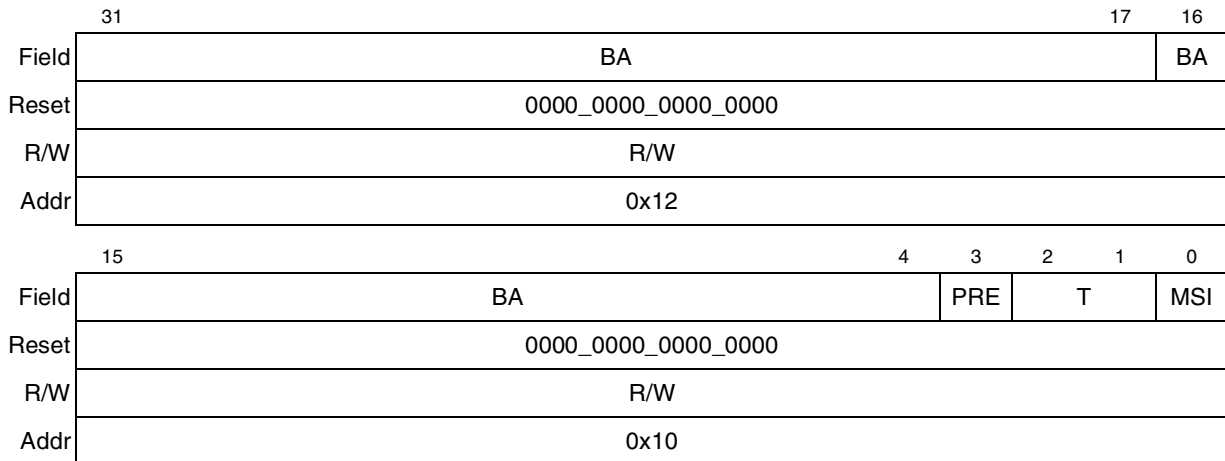 31 17 16
Field BA BA
Reset 0000_0000_0000_0000
R/W R/W
Addr 0x12
15 4 3 2 1 0
Field BA PRE T MSI
Reset 0000_0000_0000_0000
R/W R/W
Addr 0x10